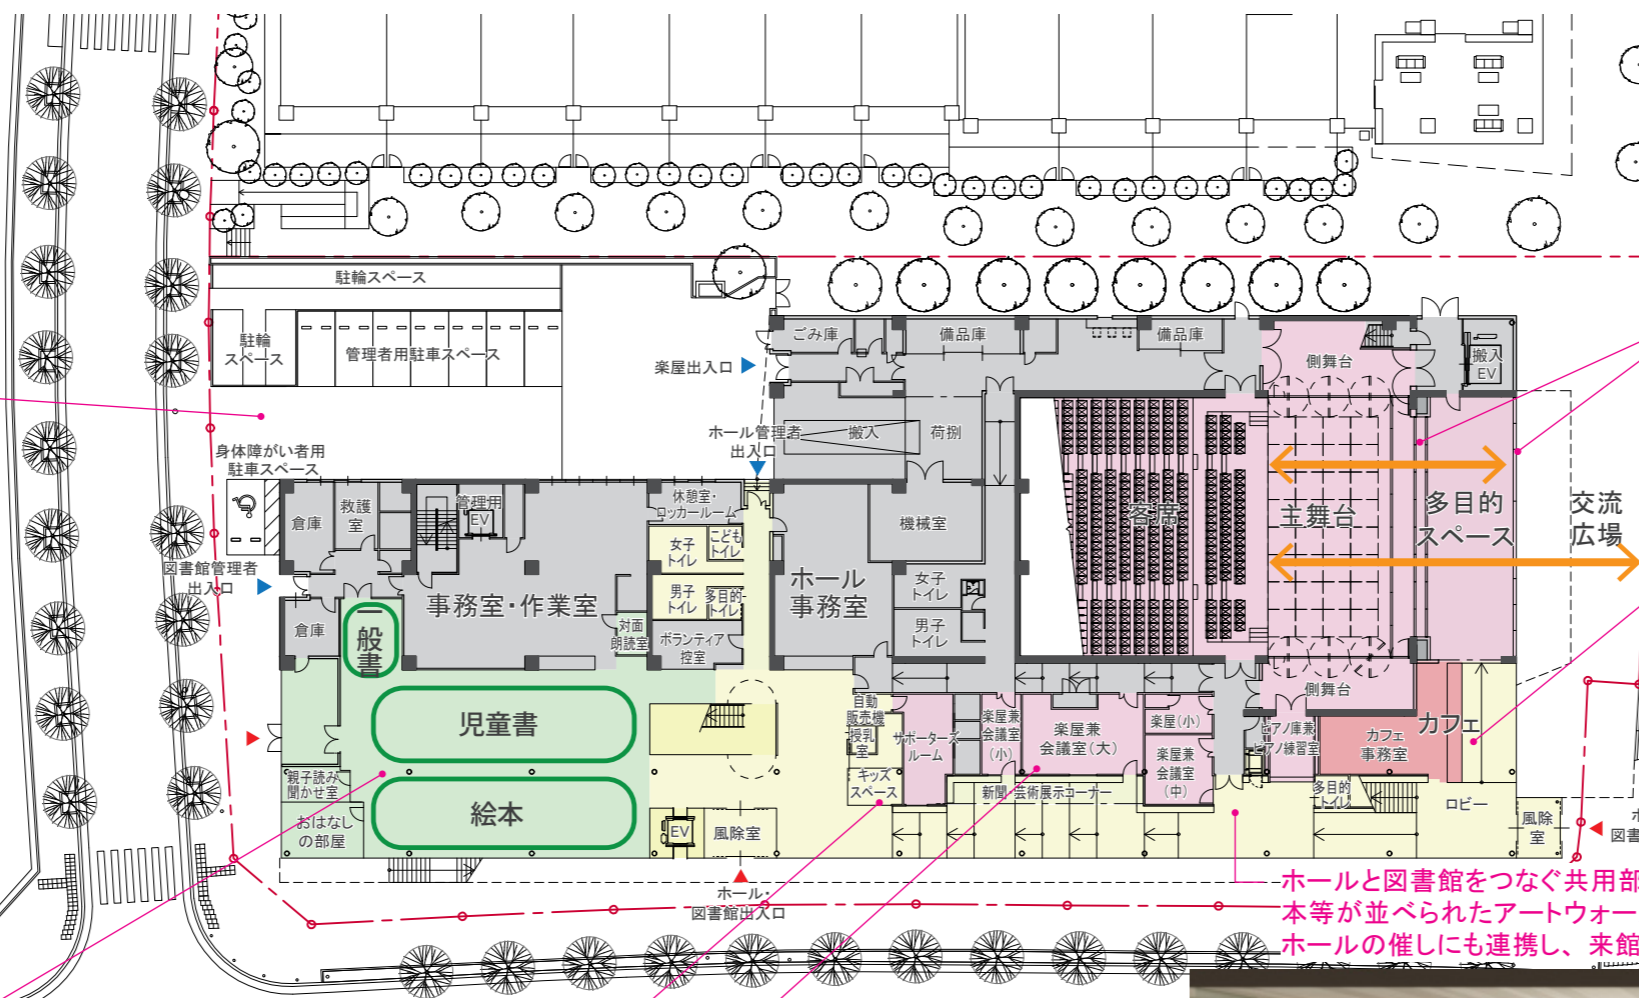 駐輪スペース
駐輪
スペース
管理者用駐車スペース
楽屋出入口
ごみ庫
備品庫
備品庫
側舞台
搬入
EV
搬入
荷捌
ホール管理者
出入口
身体障がい者用
駐車スペース
倉庫
救護
室
管理用
EV
休憩室・
ロッカールーム
機械室
客席
主舞台
多目的
スペース
交流
広場
図書館管理者
出入口
女子
トイレ
こども
トイレ
事務室・作業室
男子
トイレ
多目的
トイレ
ホール
事務室
女子
トイレ
男子
トイレ
倉庫
一般書
対面
朗読室
ボランティア
控室
側舞台
児童書
自動
販売機
授乳
室
サポーターズ
ルーム
楽屋兼
会議室
(小)
楽屋兼
会議室(大)
楽屋(小)
楽屋兼
会議室
(中)
ピアノ庫兼
ピアノ練習室
カフェ
カフェ
事務室
親子読み
聞かせ室
キッズ
スペース
新聞・芸術展示コーナー
多目的
トイレ
ロビー
おはなし
の部屋
絵本
EV
風除室
風除
室
ホ
図書
ホール・
図書館出入口
ホールと図書館をつなぐ共用部
本等が並べられたアートウォー
ホールの催しにも連携し、来館